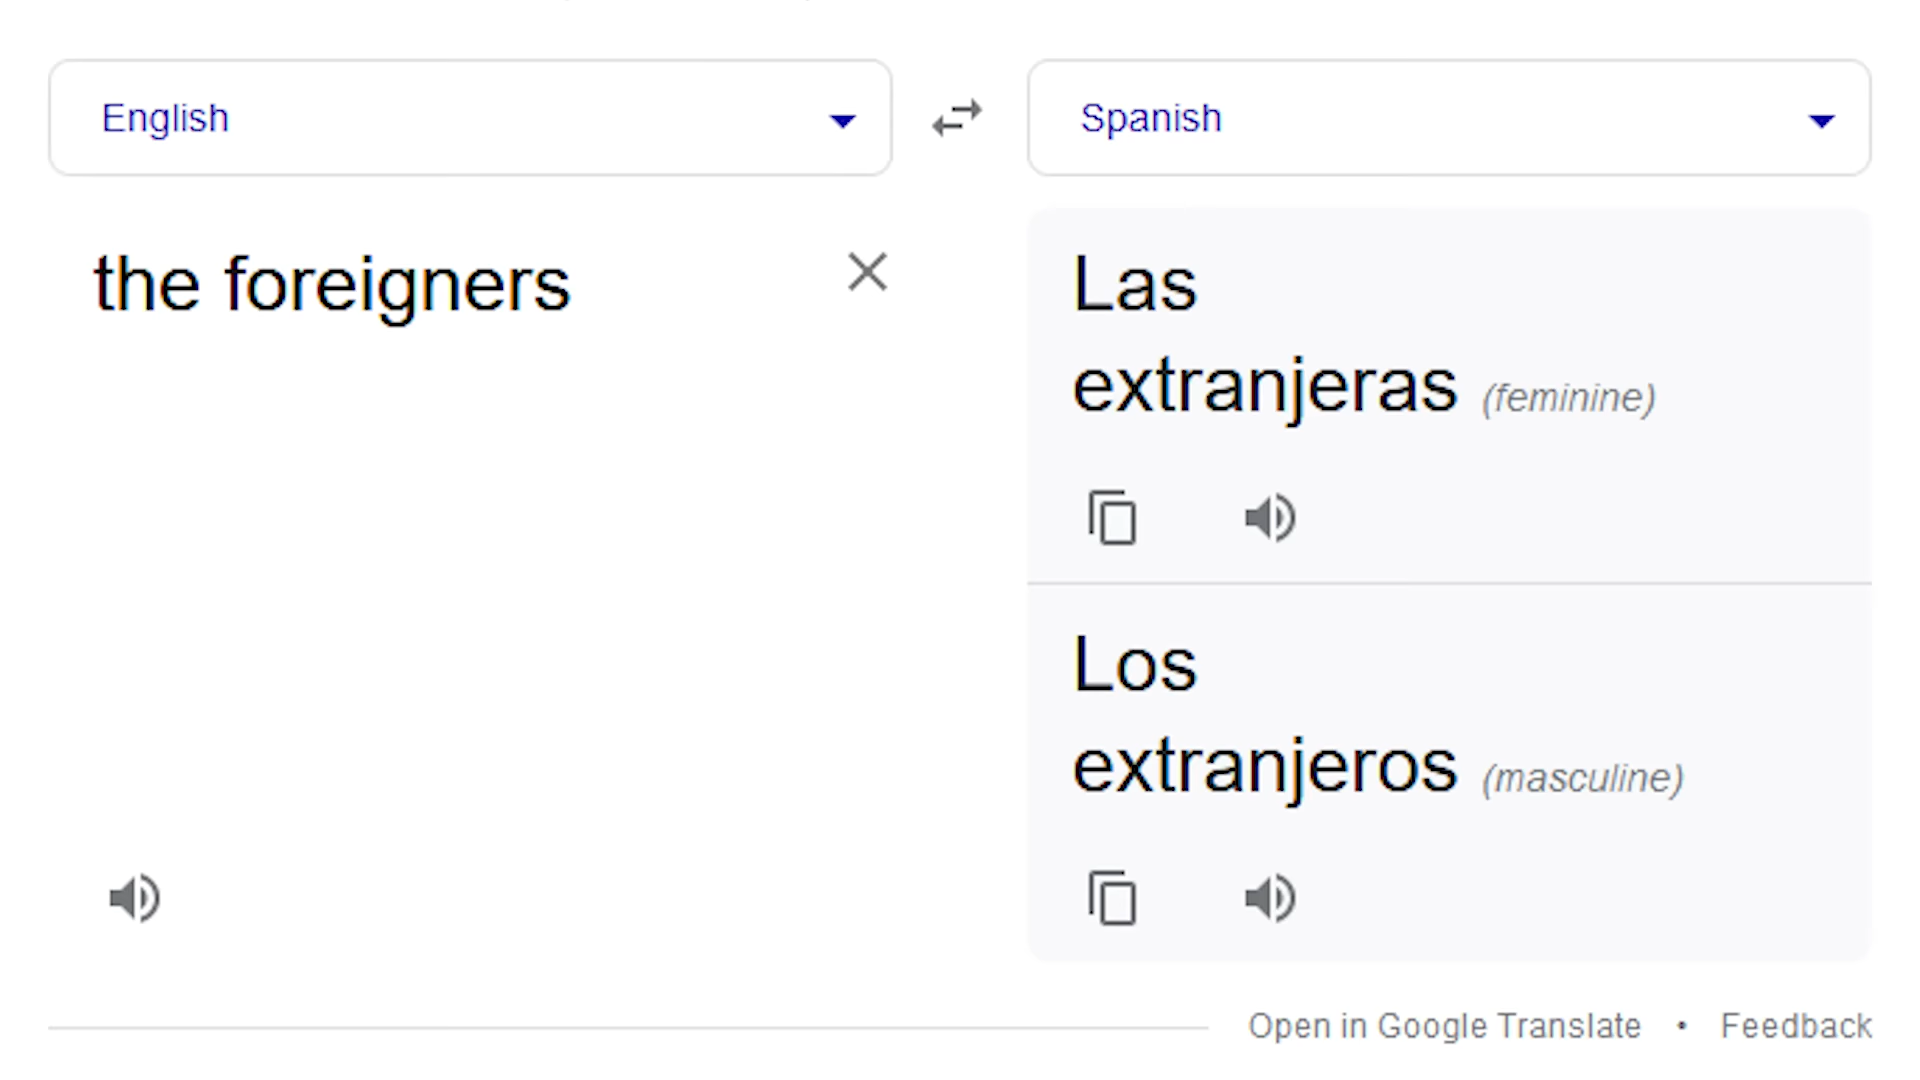 English
Spanish
the foreigners
Las
extranjeras (feminine)
Los
extranjeros (masculine)
Open in Google Translate • Feedback